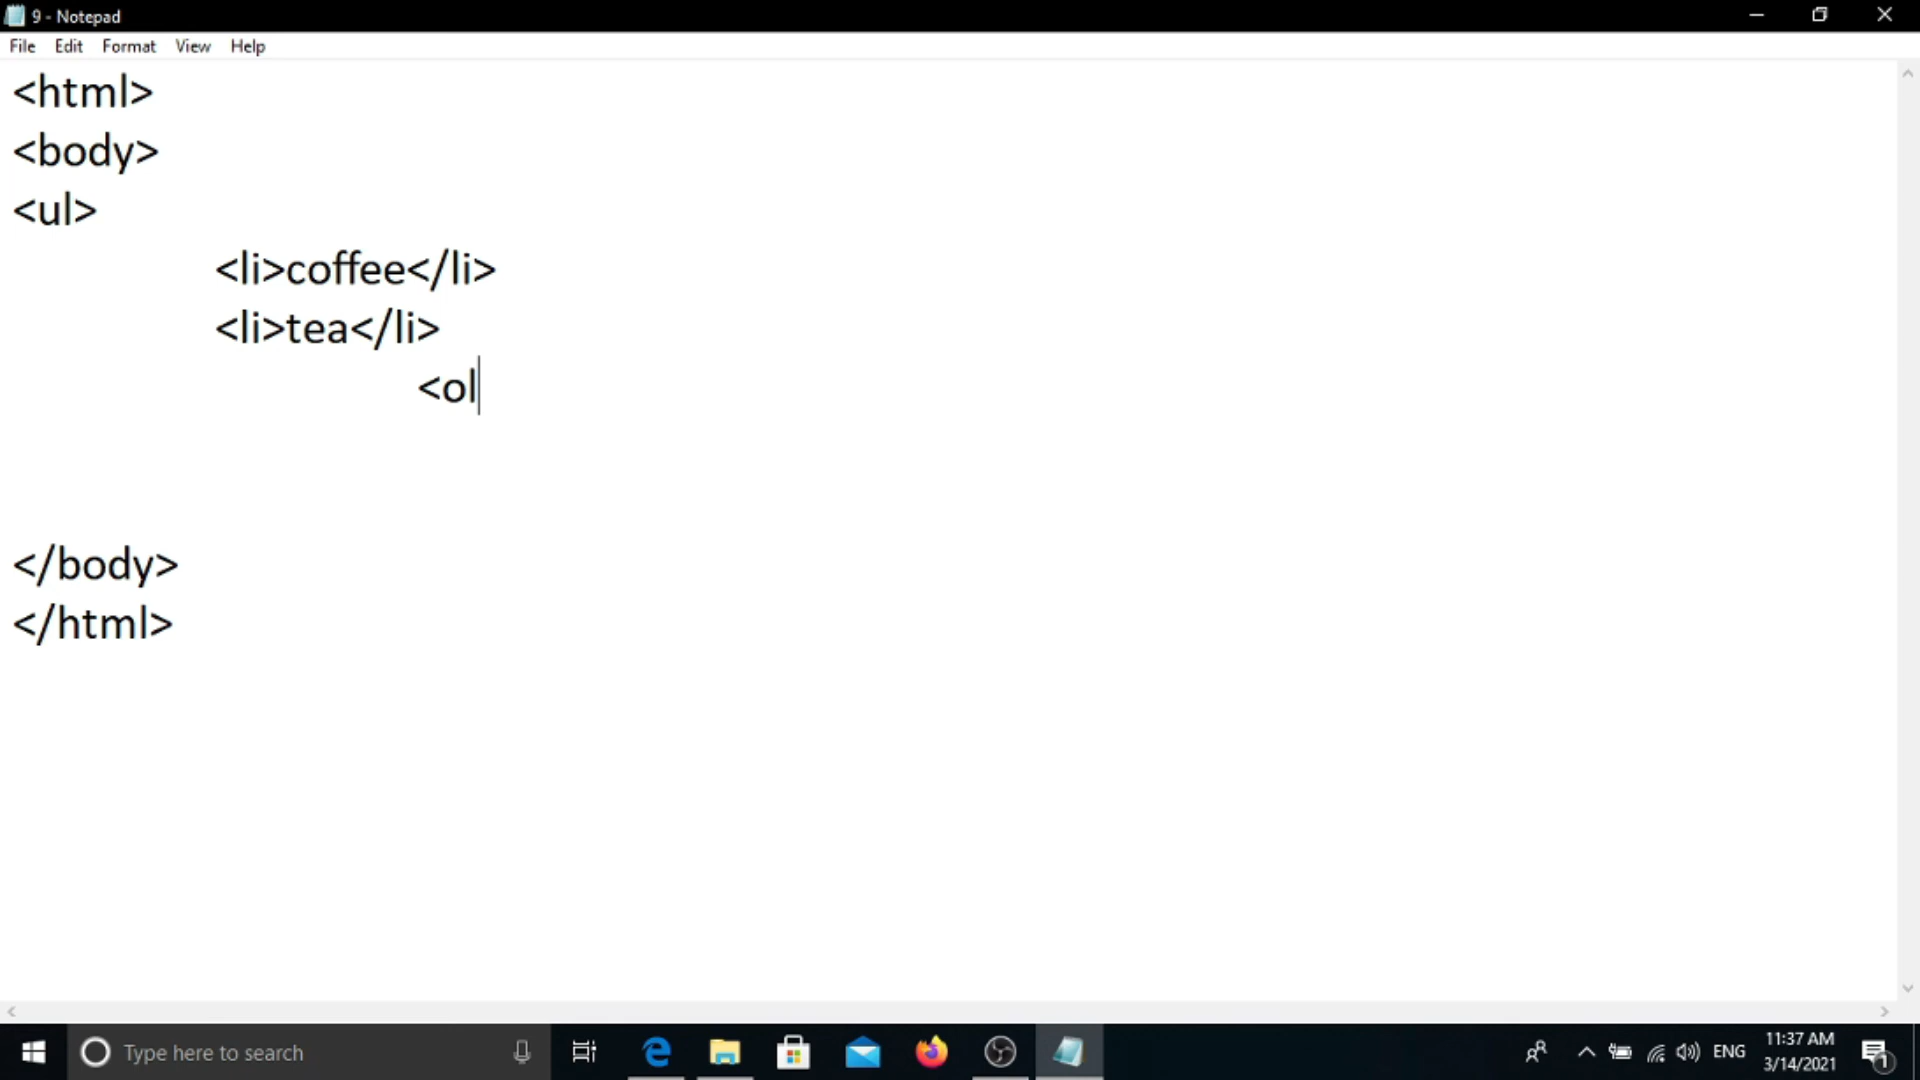 9 - Notepad
File Edit Format View Help
<html>
<body>
<ul>
<li>coffee</li>
<li>tea</li>
<ol
</body>
</html>
Type here to search
ENG
11:37 AM
3/14/2021
1